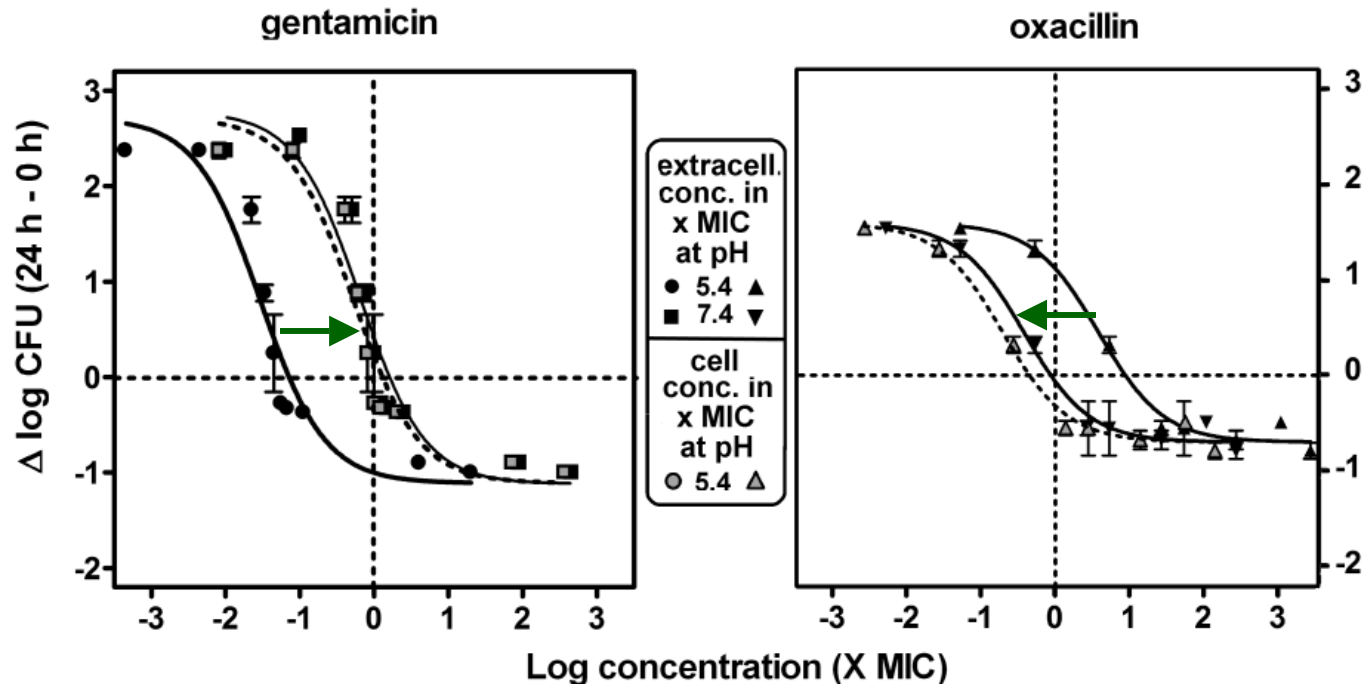 gentamicin
oxacillin
Δ log CFU (24 h - 0 h)
3
2
1
0
-1
-2
-3
-2
-1
0
1
2
3
extracell.
conc. in
x MIC
at pH
5.4
7.4
cell
conc. in
x MIC
at pH
5.4
3
2
1
0
-1
-2
-3
-2
-1
0
1
2
3
Log concentration (X MIC)